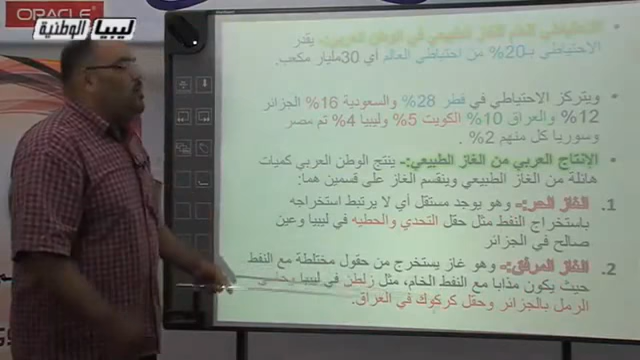 ORACLE
ليبيا الوطنية
الاحتياطي الخام الغاز الطبيعي في الوطن العربي:- يقدر
الاحتياطي بـ20% من احتياطي العالم أي 30مليار مكعب.
ويتركز الاحتياطي في قطر 28% والسعودية 16% الجزائر
12% والعراق 10% الكويت 5% وليبيا 4% ثم مصر
وسوريا كل منهم 2%.
الإنتاج العربي من الغاز الطبيعي:- ينتج الوطن العربي كميات
هائلة من الغاز الطبيعي وينقسم الغاز على قسمين هما:
1. الغاز الحر:- وهو يوجد مستقل أي لا يرتبط استخراجه
باستخراج النفط مثل حقل التحدي والحطيه في ليبيا وعين
صالح في الجزائر
2. الغاز المرافق:- وهو غاز يستخرج من حقول مختلطة مع النفط
حيث يكون مذابا مع النفط الخام، مثل زلطن في ليبيا
الرمل بالجزائر وحقل كركوك في العراق.